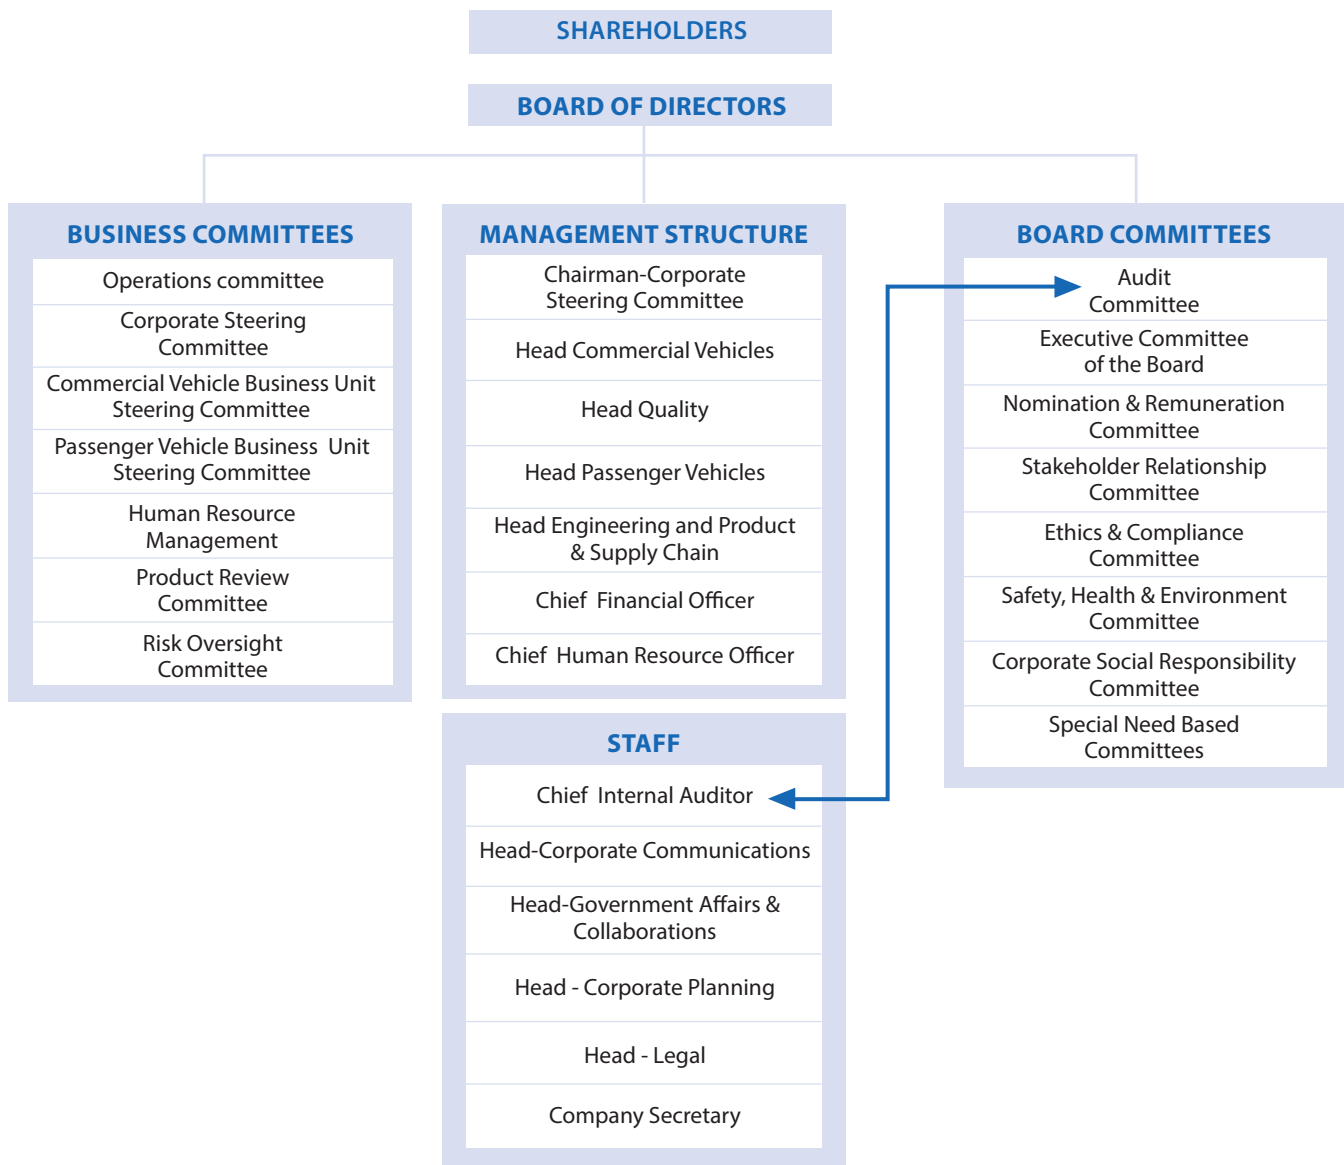 SHAREHOLDERS
BOARD OF DIRECTORS
BUSINESS COMMITTEES
Operations committee
Corporate Steering
Committee
Commercial Vehicle Business Unit
Steering Committee
Passenger Vehicle Business Unit
Steering Committee
Human Resource
Management
Product Review
Committee
Risk Oversight
Committee
MANAGEMENT STRUCTURE
Chairman-Corporate
Steering Committee
Head Commercial Vehicles
Head Quality
Head Passenger Vehicles
Head Engineering and Product
& Supply Chain
Chief Financial Officer
Chief Human Resource Officer
STAFF
Chief Internal Auditor
Head-Corporate Communications
Head-Government Affairs &
Collaborations
Head - Corporate Planning
Head - Legal
Company Secretary
BOARD COMMITTEES
Audit
Committee
Executive Committee
of the Board
Nomination & Remuneration
Committee
Stakeholder Relationship
Committee
Ethics & Compliance
Committee
Safety, Health & Environment
Committee
Corporate Social Responsibility
Committee
Special Need Based
Committees